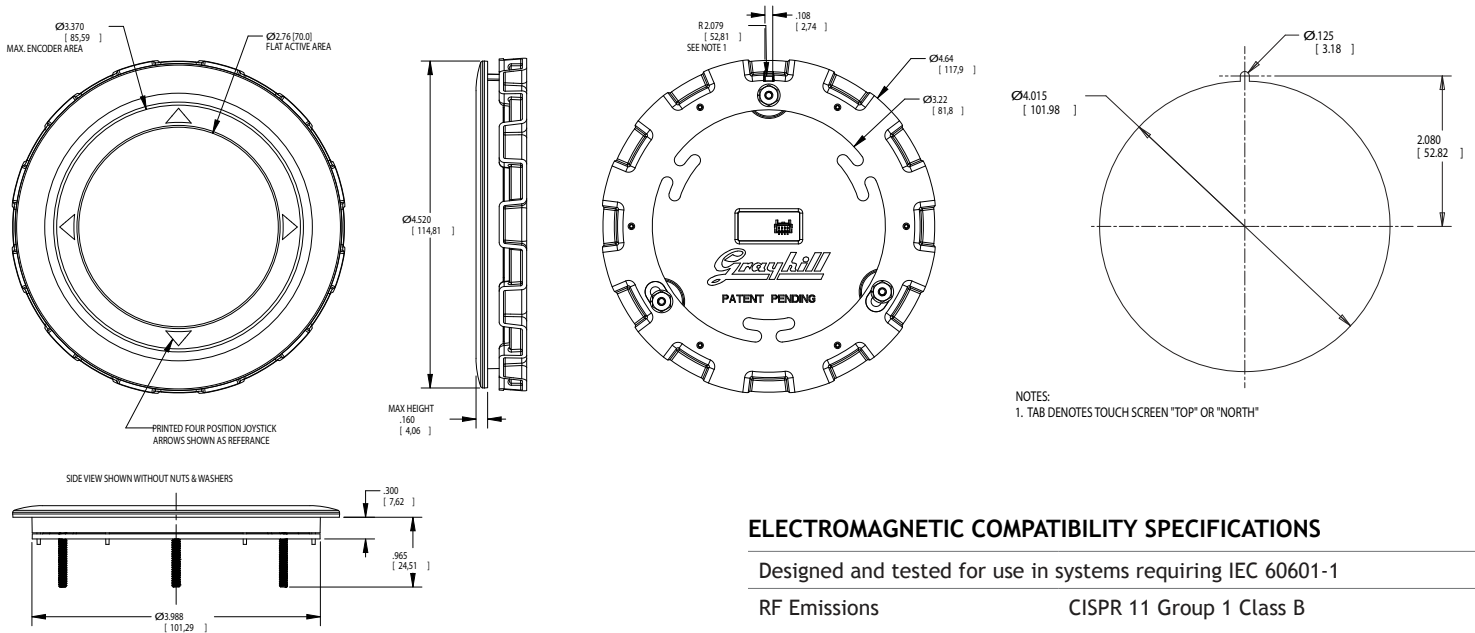 Ø3.370
[ 85,59 ]
MAX. ENCODER AREA
Ø2.76 [70.0]
FLAT ACTIVE AREA
PRINTED FOUR POSITION JOYSTICK
ARROWS SHOWN AS REFERANCE
Ø4.520
[ 114,81 ]
MAX HEIGHT
.160
[ 4,06 ]
R 2.079
[ 52,81 ]
SEE NOTE 1
.108
[ 2,74 ]
Ø4.64
[ 117,9 ]
Ø3.22
[ 81,8 ]
Grayhill
PATENT PENDING
Ø.125
[ 3.18 ]
Ø4.015
[ 101.98 ]
2.080
[ 52.82 ]
NOTES:
1. TAB DENOTES TOUCH SCREEN "TOP" OR "NORTH"
SIDE VIEW SHOWN WITHOUT NUTS & WASHERS
.300
[ 7,62 ]
.965
[ 24,51 ]
Ø3.988
[ 101,29 ]
ELECTROMAGNETIC COMPATIBILITY SPECIFICATIONS
Designed and tested for use in systems requiring IEC 60601-1
RF Emissions CISPR 11 Group 1 Class B